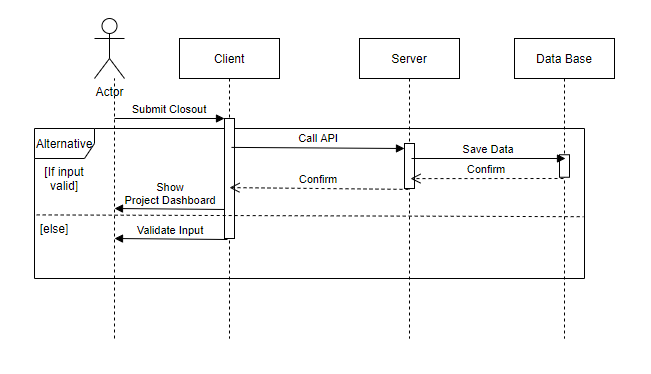 Client
Server
Data Base
Actor
Submit Closout
Alternative
Call API
Save Data
[If input
valid]
Confirm
Confirm
Show
Project Dashboard
[else]
Validate Input